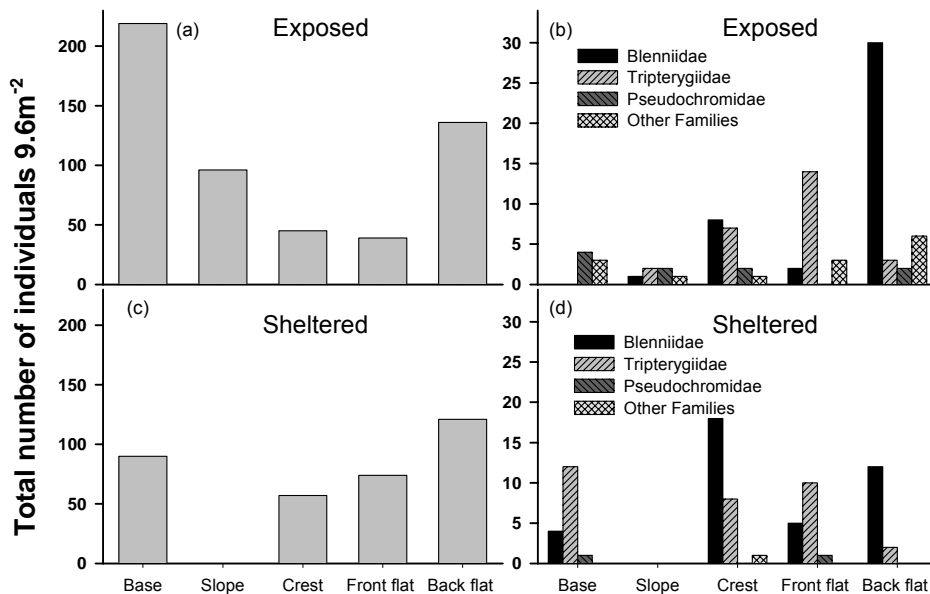 Total number of individuals 9.6m-2
(a)
Exposed
200
150
100
50
0
(b)
Exposed
30
25
20
15
10
5
0
Blenniidae
Tripterygiidae
Pseudochromidae
Other Families
(c)
Sheltered
200
150
100
50
0
Base
Slope
Crest
Front flat
Back flat
(d)
Sheltered
30
25
20
15
10
5
0
Blenniidae
Tripterygiidae
Pseudochromidae
Other Families
Base
Slope
Crest
Front flat
Back flat